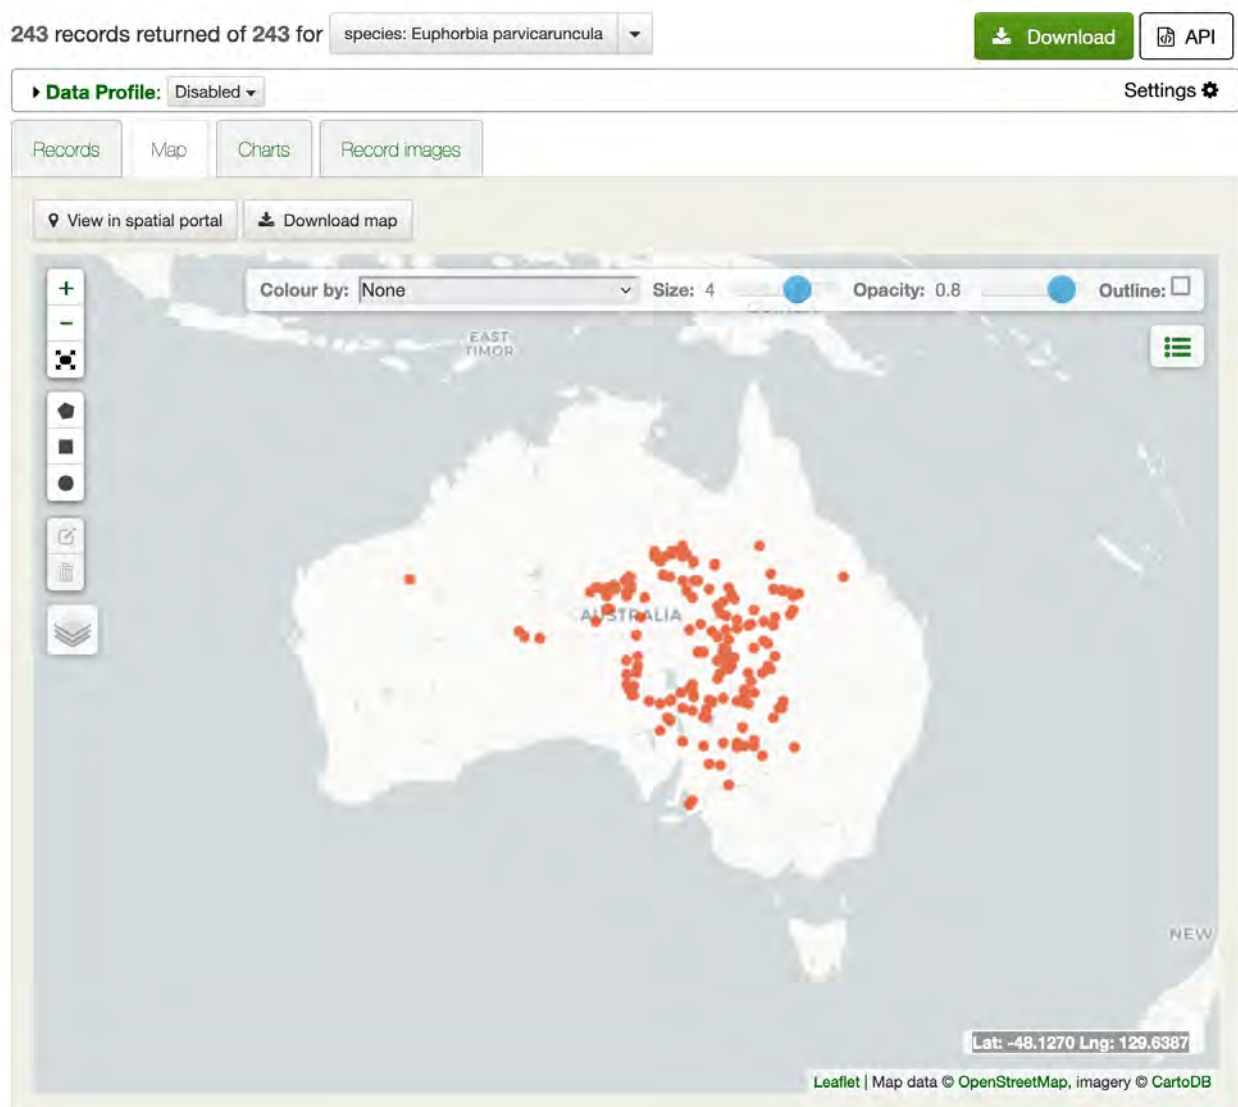 243 records returned of 243 for species: Euphorbia parvicaruncula
Download API
Data Profile: Disabled Settings
Records Map Charts Record images
View in spatial portal Download map
+ Colour by: None Size: 4 Opacity: 0.8 Outline:
-
EAST
TIMOR
AUSTRALIA
NEW
Lat: -48.1270 Lng: 129.6387
Leaflet | Map data © OpenStreetMap, imagery © CartoDB